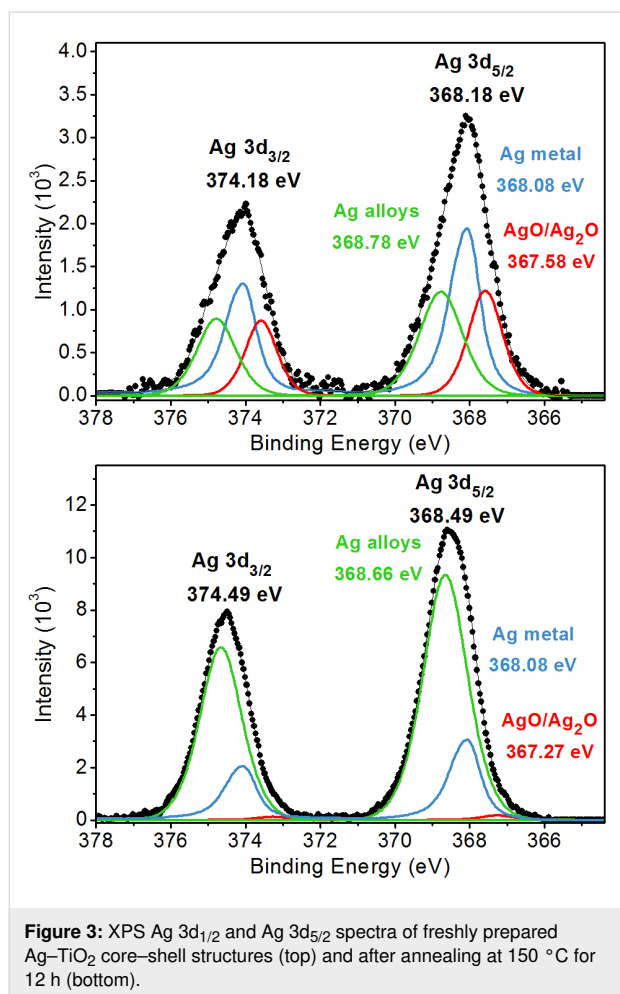 4.0
3.5
3.0
2.5
2.0
1.5
1.0
0.5
0.0
Intensity (10³)
Ag 3d₃/₂
374.18 eV
Ag 3d₅/₂
368.18 eV
Ag metal
368.08 eV
Ag alloys
368.78 eV
AgO/Ag₂O
367.58 eV
378 376 374 372 370 368 366
Binding Energy (eV)
12
10
8
6
4
2
0
Intensity (10³)
Ag 3d₃/₂
374.49 eV
Ag 3d₅/₂
368.49 eV
Ag alloys
368.66 eV
Ag metal
368.08 eV
AgO/Ag₂O
367.27 eV
378 376 374 372 370 368 366
Binding Energy (eV)
Figure 3: XPS Ag 3d₁/₂ and Ag 3d₅/₂ spectra of freshly prepared
Ag–TiO₂ core–shell structures (top) and after annealing at 150 °C for
12 h (bottom).